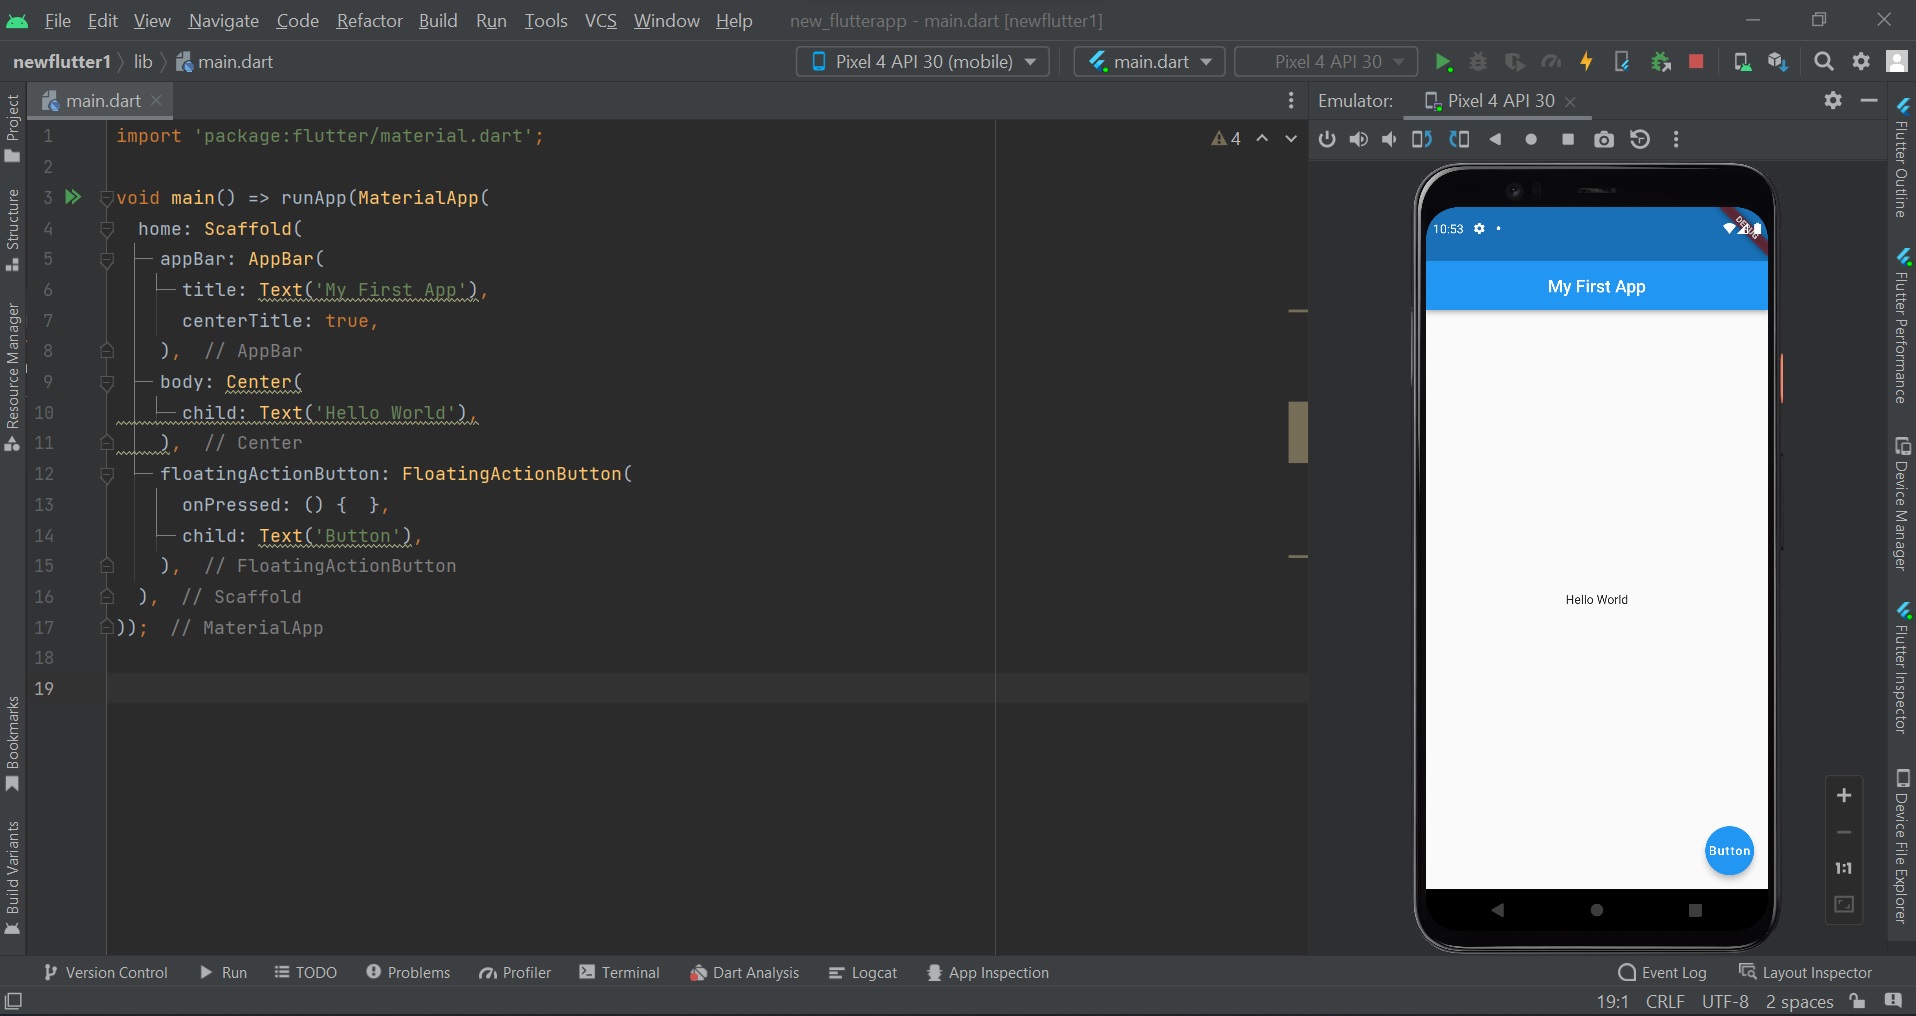 File Edit View Navigate Code Refactor Build Run Tools VCS Window Help new_flutterapp - main.dart [newflutter1]
newflutter1 lib main.dart Pixel 4 API 30 (mobile) main.dart Pixel 4 API 30
main.dart
Emulator: Pixel 4 API 30
4
1 import 'package:flutter/material.dart';
2
3 void main() => runApp(MaterialApp(
4 home: Scaffold(
5 appBar: AppBar(
6 title: Text('My First App'),
7 centerTitle: true,
8 ), // AppBar
9 body: Center(
10 child: Text('Hello World'),
11 ), // Center
12 floatingActionButton: FloatingActionButton(
13 onPressed: () { },
14 child: Text('Button'),
15 ), // FloatingActionButton
16 ), // Scaffold
17 )); // MaterialApp
18
19
10:53
DEBUG
My First App
Hello World
Button
1:1
Project
Structure
Resource Manager
Bookmarks
Build Variants
Flutter Outline
Flutter Performance
Device Manager
Flutter Inspector
Device File Explorer
Version Control Run TODO Problems Profiler Terminal Dart Analysis Logcat App Inspection Event Log Layout Inspector
19:1 CRLF UTF-8 2 spaces